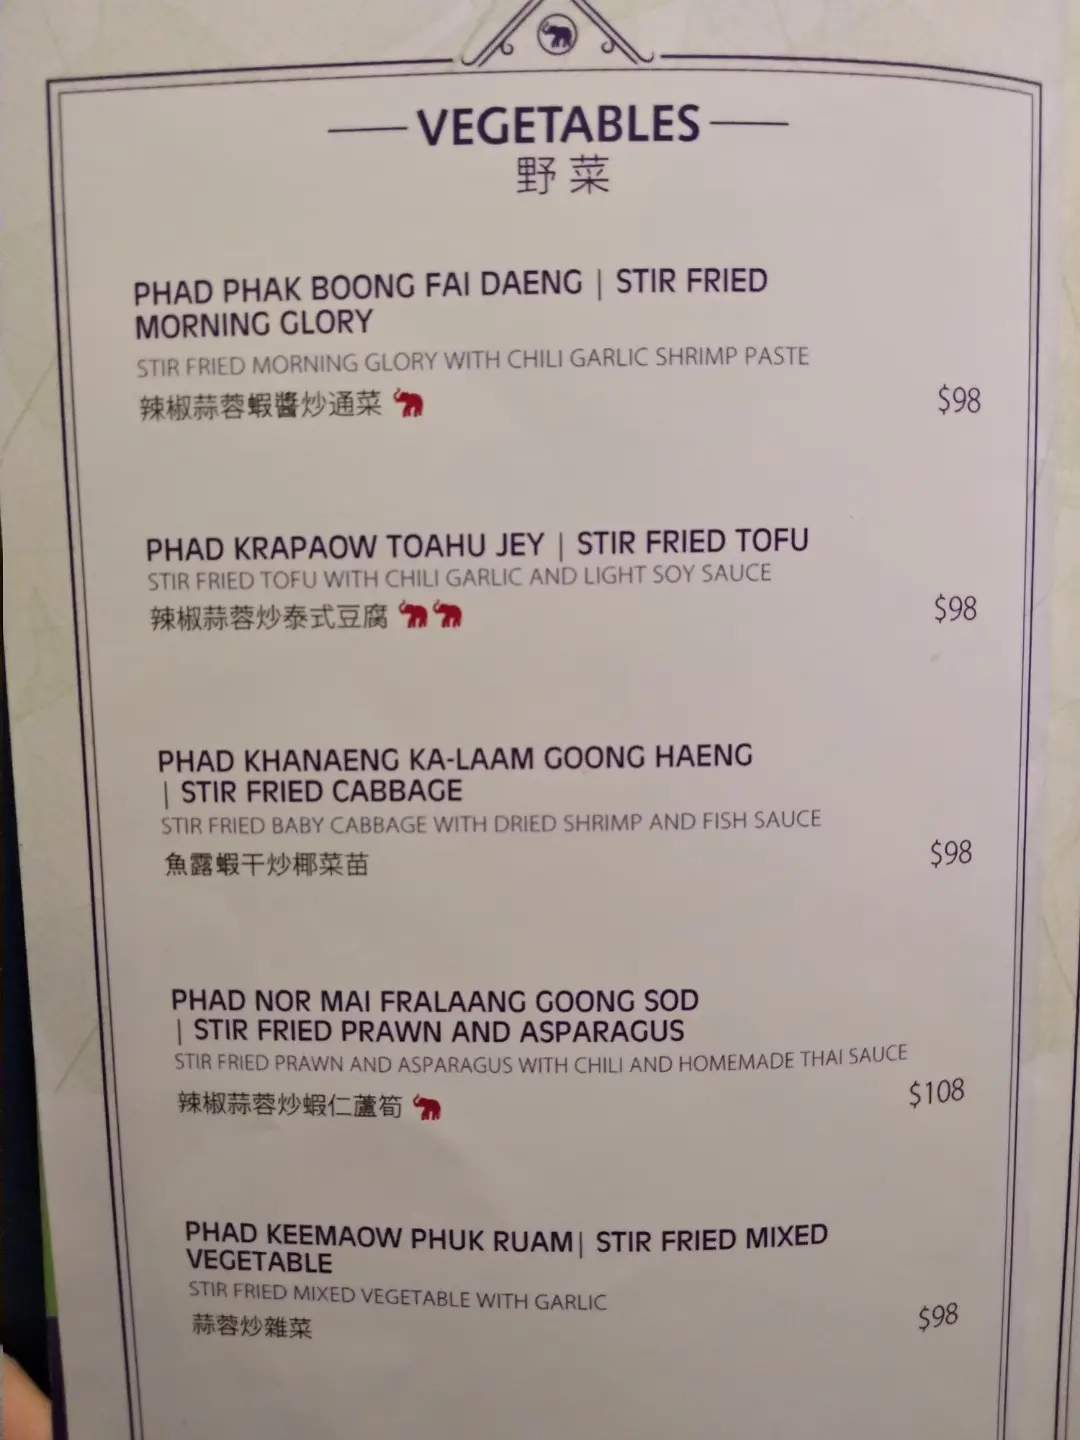 VEGETABLES
野菜
PHAD PHAK BOONG FAI DAENG | STIR FRIED
MORNING GLORY
STIR FRIED MORNING GLORY WITH CHILI GARLIC SHRIMP PASTE
辣椒蒜蓉蝦醬炒通菜
$98
PHAD KRAPAOW TOAHU JEY | STIR FRIED TOFU
STIR FRIED TOFU WITH CHILI GARLIC AND LIGHT SOY SAUCE
辣椒蒜蓉炒泰式豆腐
$98
PHAD KHANAENG KA-LAAM GOONG HAENG
| STIR FRIED CABBAGE
STIR FRIED BABY CABBAGE WITH DRIED SHRIMP AND FISH SAUCE
魚露蝦干炒椰菜苗
$98
PHAD NOR MAI FRALAANG GOONG SOD
| STIR FRIED PRAWN AND ASPARAGUS
STIR FRIED PRAWN AND ASPARAGUS WITH CHILI AND HOMEMADE THAI SAUCE
辣椒蒜蓉炒蝦仁蘆筍
$108
PHAD KEEMAOW PHUK RUAM| STIR FRIED MIXED
VEGETABLE
STIR FRIED MIXED VEGETABLE WITH GARLIC
蒜蓉炒雜菜
$98